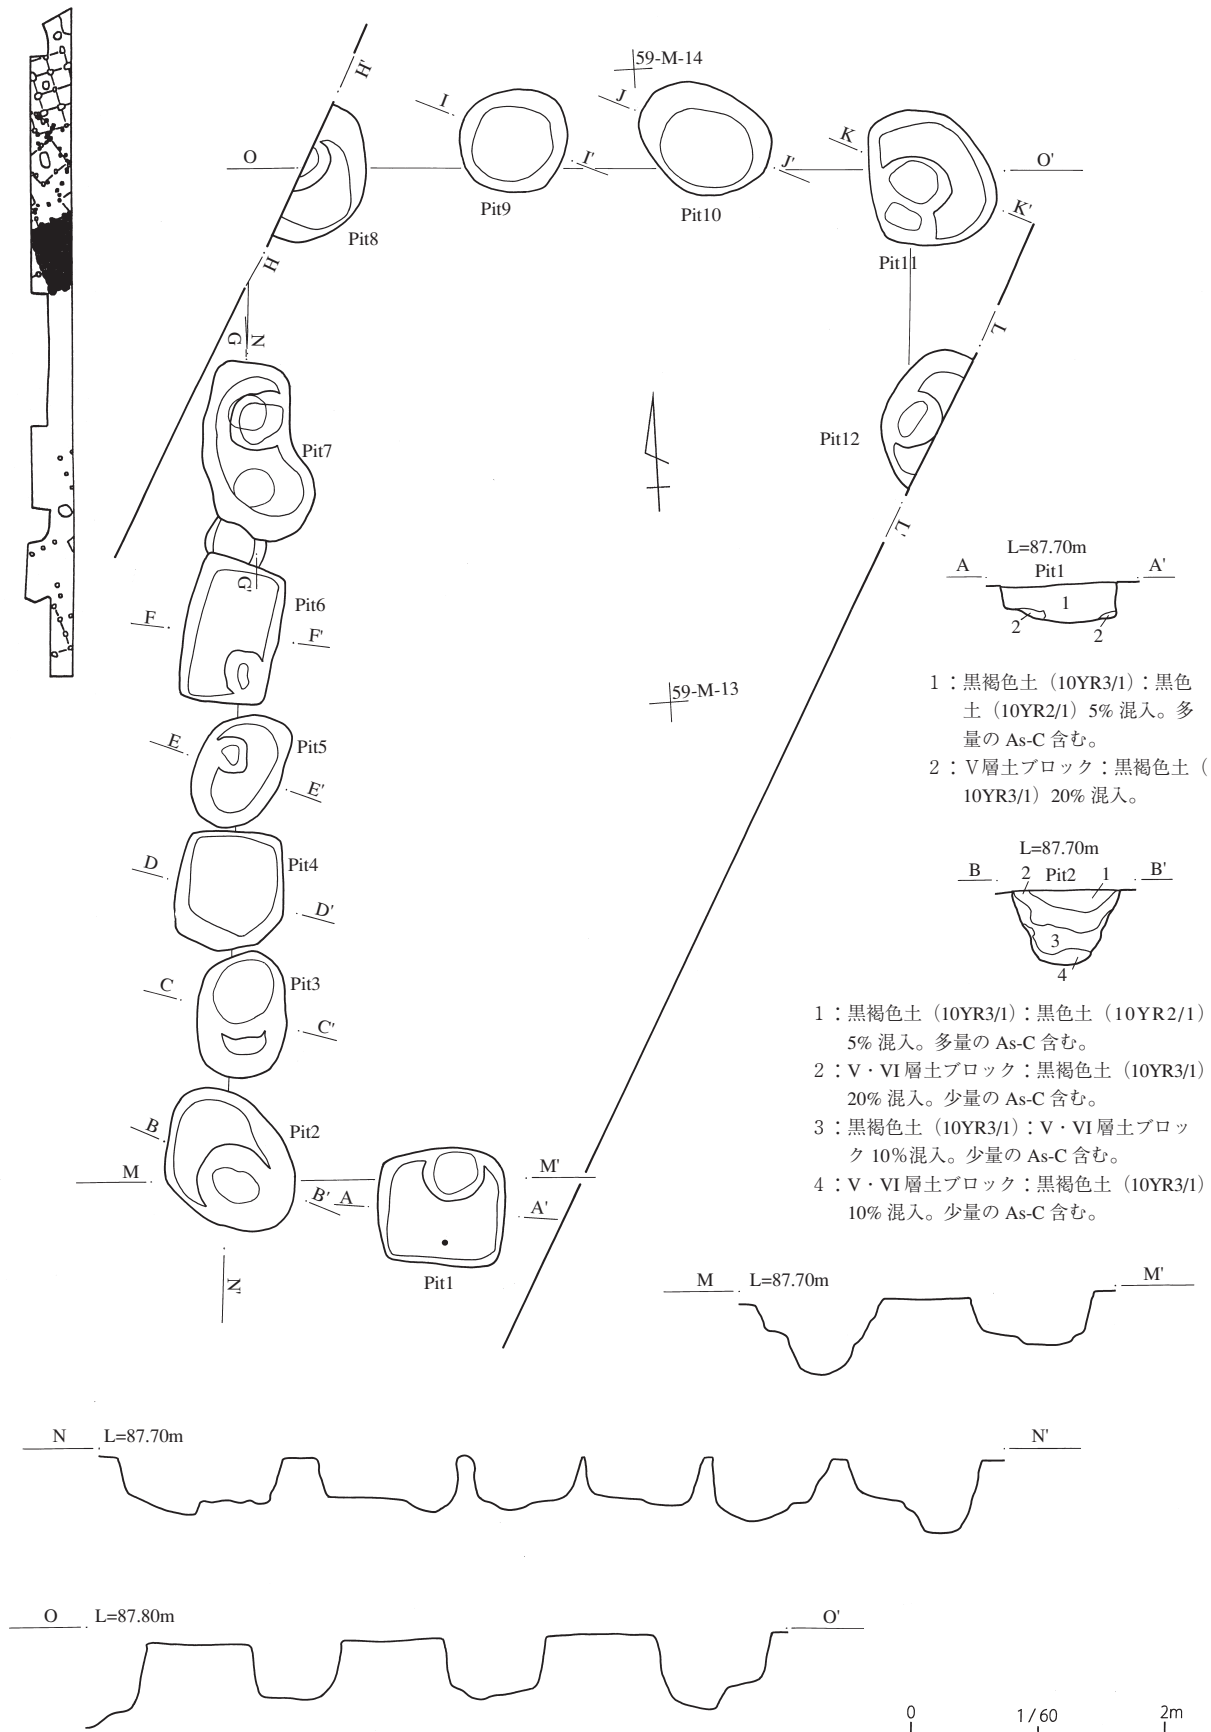 59-M-14
H'
I
J
K
O
I'
J'
O'
K'
Pit9
Pit10
Pit8
Pit11
H
L
G
N
Pit12
Pit7
L'
G'
Pit6
F
F'
59-M-13
Pit5
E
E'
Pit4
D
D'
Pit3
C
C'
Pit2
B
M
M'
B'
A
A'
Pit1
N'
L=87.70m
A
Pit1
A'
1
2
2
1：黒褐色土（10YR3/1）：黒色
土（10YR2/1）5% 混入。多
量の As-C 含む。
2：Ⅴ層土ブロック：黒褐色土（
10YR3/1）20% 混入。
L=87.70m
B
2
Pit2
1
B'
3
4
1：黒褐色土（10YR3/1）：黒色土（10YR2/1）
5% 混入。多量の As-C 含む。
2：V・VI 層土ブロック：黒褐色土（10YR3/1）
20% 混入。少量の As-C 含む。
3：黒褐色土（10YR3/1）：V・VI 層土ブロッ
ク 10%混入。少量の As-C 含む。
4：V・VI 層土ブロック：黒褐色土（10YR3/1）
10% 混入。少量の As-C 含む。
M
L=87.70m
M'
N
L=87.70m
N'
O
L=87.80m
O'
0
1/60
2m